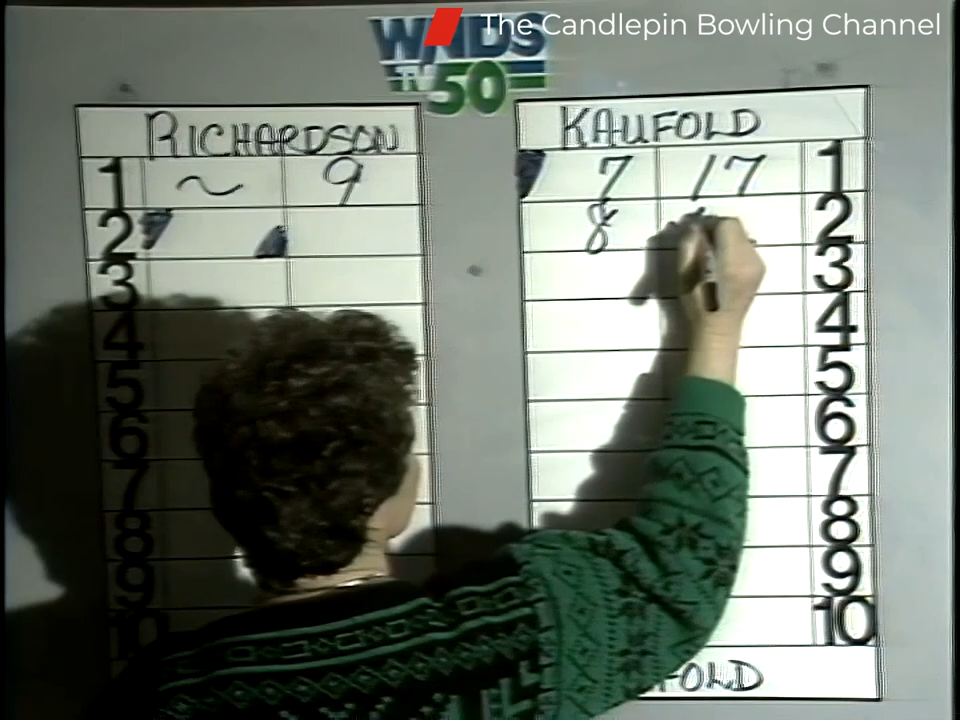 The Candlepin Bowling Channel
WNDS
TV 50
RICHARDSON
1 ~ 9
2
3
4
5
6
7
8
9
10
KAUFOLD
7 17 1
8 2
3
4
5
6
7
8
9
10
OLD